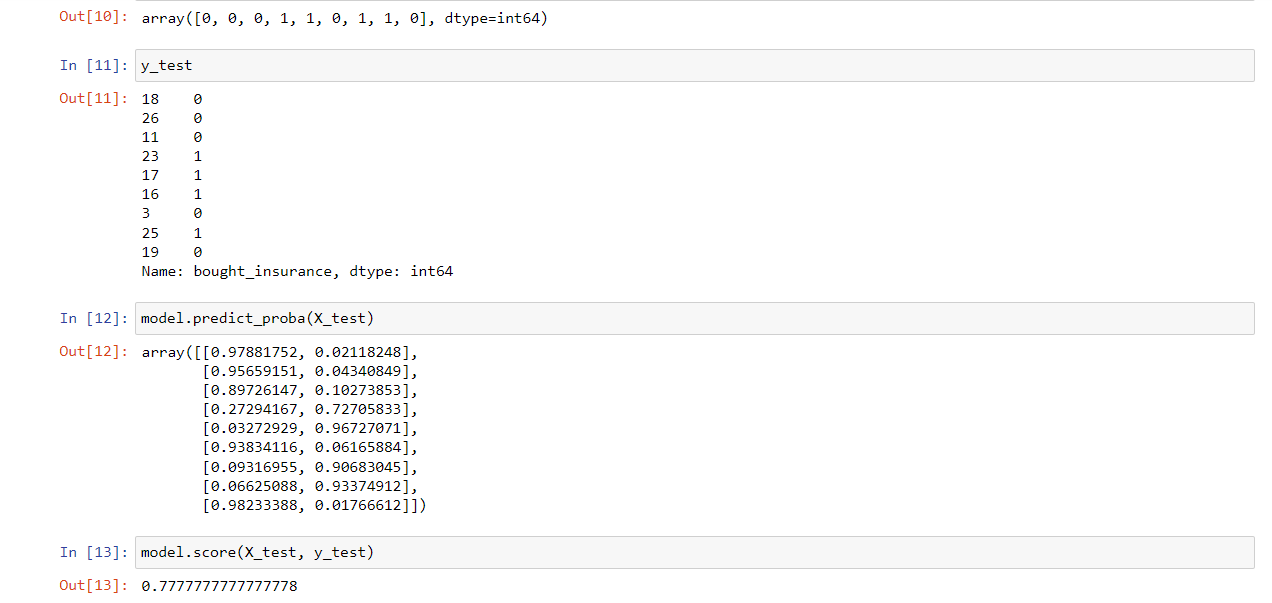 Out[10]: array([0, 0, 0, 1, 1, 0, 1, 1, 0], dtype=int64)
In [11]: y_test
Out[11]: 18    0
26    0
11    0
23    1
17    1
16    1
3     0
25    1
19    0
Name: bought_insurance, dtype: int64
In [12]: model.predict_proba(X_test)
Out[12]: array([[0.97881752, 0.02118248],
[0.95659151, 0.04340849],
[0.89726147, 0.10273853],
[0.27294167, 0.72705833],
[0.03272929, 0.96727071],
[0.93834116, 0.06165884],
[0.09316955, 0.90683045],
[0.06625088, 0.93374912],
[0.98233388, 0.01766612]])
In [13]: model.score(X_test, y_test)
Out[13]: 0.7777777777777778